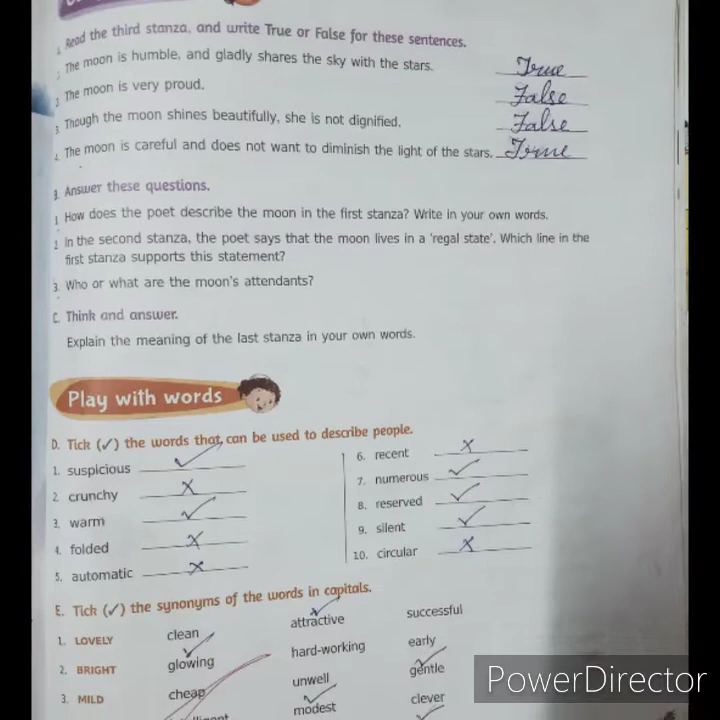 A. Read the third stanza, and write True or False for these sentences.
The moon is humble, and gladly shares the sky with the stars. True
2. The moon is very proud. False
3. Though the moon shines beautifully, she is not dignified. False
4. The moon is careful and does not want to diminish the light of the stars. True
B. Answer these questions.
1. How does the poet describe the moon in the first stanza? Write in your own words.
2. In the second stanza, the poet says that the moon lives in a 'regal state'. Which line in the
first stanza supports this statement?
3. Who or what are the moon's attendants?
C. Think and answer.
Explain the meaning of the last stanza in your own words.
Play with words
D. Tick (✓) the words that can be used to describe people.
1. suspicious ✓
2. crunchy X
3. warm ✓
4. folded X
5. automatic X
6. recent X
7. numerous ✓
8. reserved ✓
9. silent ✓
10. circular X
E. Tick (✓) the synonyms of the words in capitals.
1. LOVELY clean attractive ✓ successful
2. BRIGHT glowing ✓ hard-working early
3. MILD cheap unwell gentle ✓
modest ✓ clever
PowerDirector